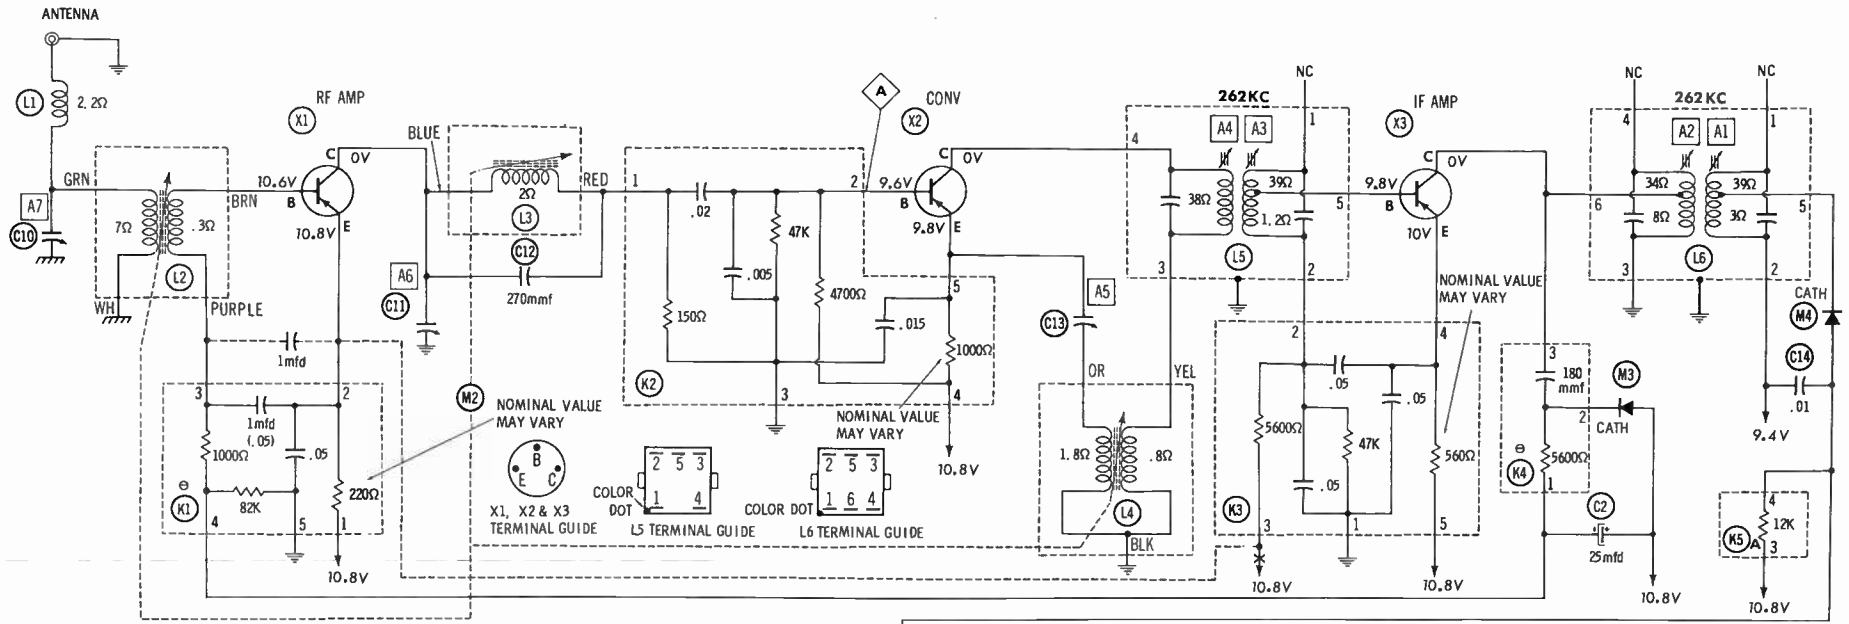 ANTENNA
L1
2.2Ω
A7
C10
GRN
7Ω
.3Ω
L2
WH
BRN
PURPLE
RF AMP
X1
C
0V
10.6V
B
E
10.8V
BLUE
2Ω
L3
RED
C12
270mmf
A6
C11
1mfd
3
2
1mfd
(.05)
1000Ω
.05
220Ω
K1
82K
4
5
1
10.8V
M2
NOMINAL VALUE
MAY VARY
1
.02
47K
2
.005
4700Ω
150Ω
.015
5
1000Ω
K2
3
4
NOMINAL VALUE
MAY VARY
10.8V
A
CONV
X2
C
0V
9.6V
B
9.8V
E
A5
C13
OR
YEL
1.8Ω
.8Ω
L4
BLK
B
E C
X1, X2 & X3
TERMINAL GUIDE
2 5 3
1 4
COLOR
DOT
L5 TERMINAL GUIDE
2 5 3
1 6 4
COLOR DOT
L6 TERMINAL GUIDE
262KC
NC
4
A4 A3
1
38Ω
39Ω
1.2Ω
5
L5
3
2
IF AMP
X3
C
0V
9.8V
B
10V
E
NOMINAL VALUE
MAY VARY
2
4
.05
.05
5600Ω
47K
560Ω
.05
K3
3
1
5
10.8V
10.8V
NC
NC
262KC
4
A2 A1
1
34Ω
39Ω
6
8Ω
3Ω
5
L6
3
2
CATH
M4
C14
.01
9.4V
3
180
mmf
M3
2
CATH
Θ
K4
5600Ω
1
C2
25mfd
10.8V
4
12K
K5A
3
10.8V